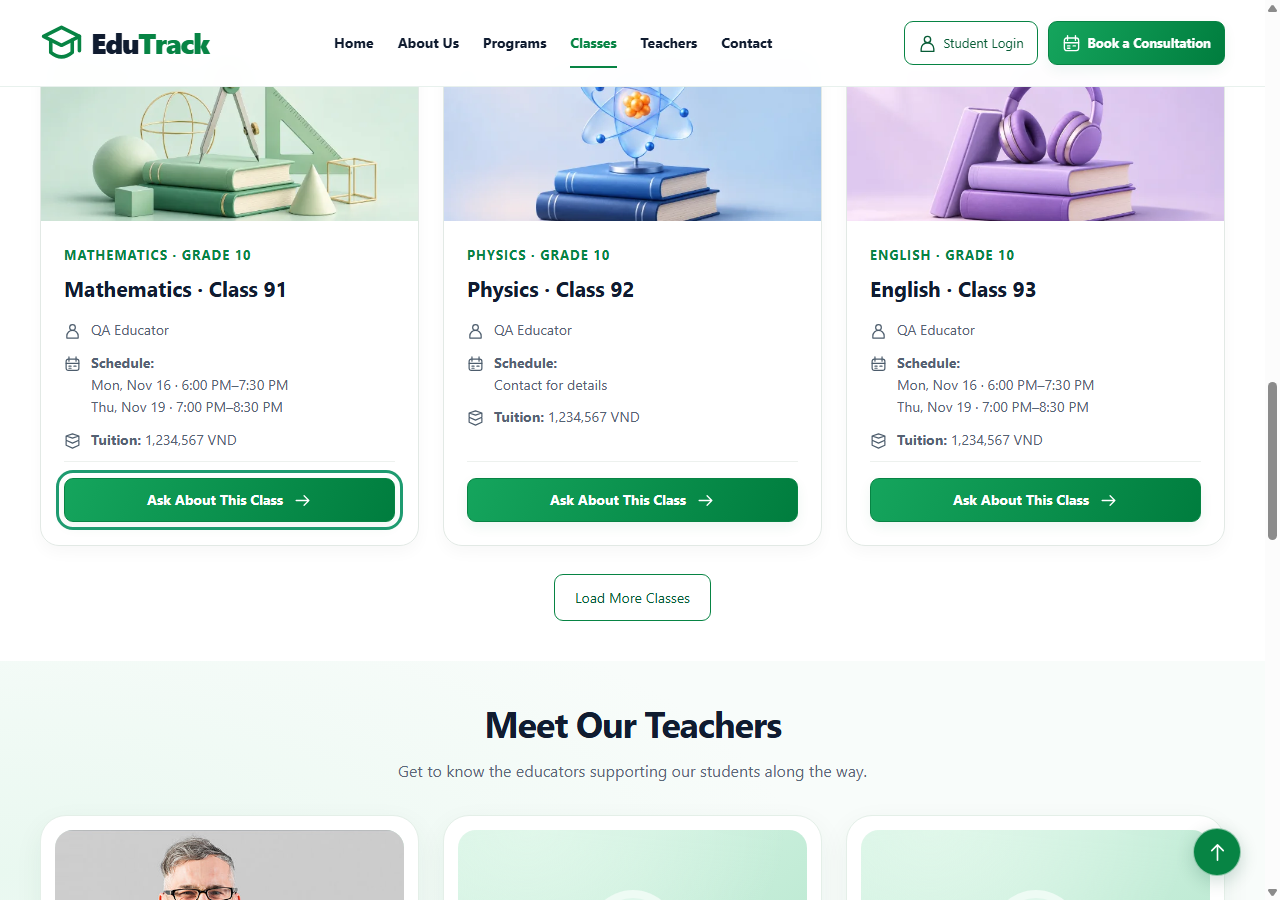 EduTrack
Home
About Us
Programs
Classes
Teachers
Contact
Student Login
Book a Consultation
MATHEMATICS · GRADE 10
Mathematics · Class 91
QA Educator
Schedule:
Mon, Nov 16 · 6:00 PM–7:30 PM
Thu, Nov 19 · 7:00 PM–8:30 PM
Tuition: 1,234,567 VND
Ask About This Class
PHYSICS · GRADE 10
Physics · Class 92
QA Educator
Schedule:
Contact for details
Tuition: 1,234,567 VND
Ask About This Class
ENGLISH · GRADE 10
English · Class 93
QA Educator
Schedule:
Mon, Nov 16 · 6:00 PM–7:30 PM
Thu, Nov 19 · 7:00 PM–8:30 PM
Tuition: 1,234,567 VND
Ask About This Class
Load More Classes
Meet Our Teachers
Get to know the educators supporting our students along the way.